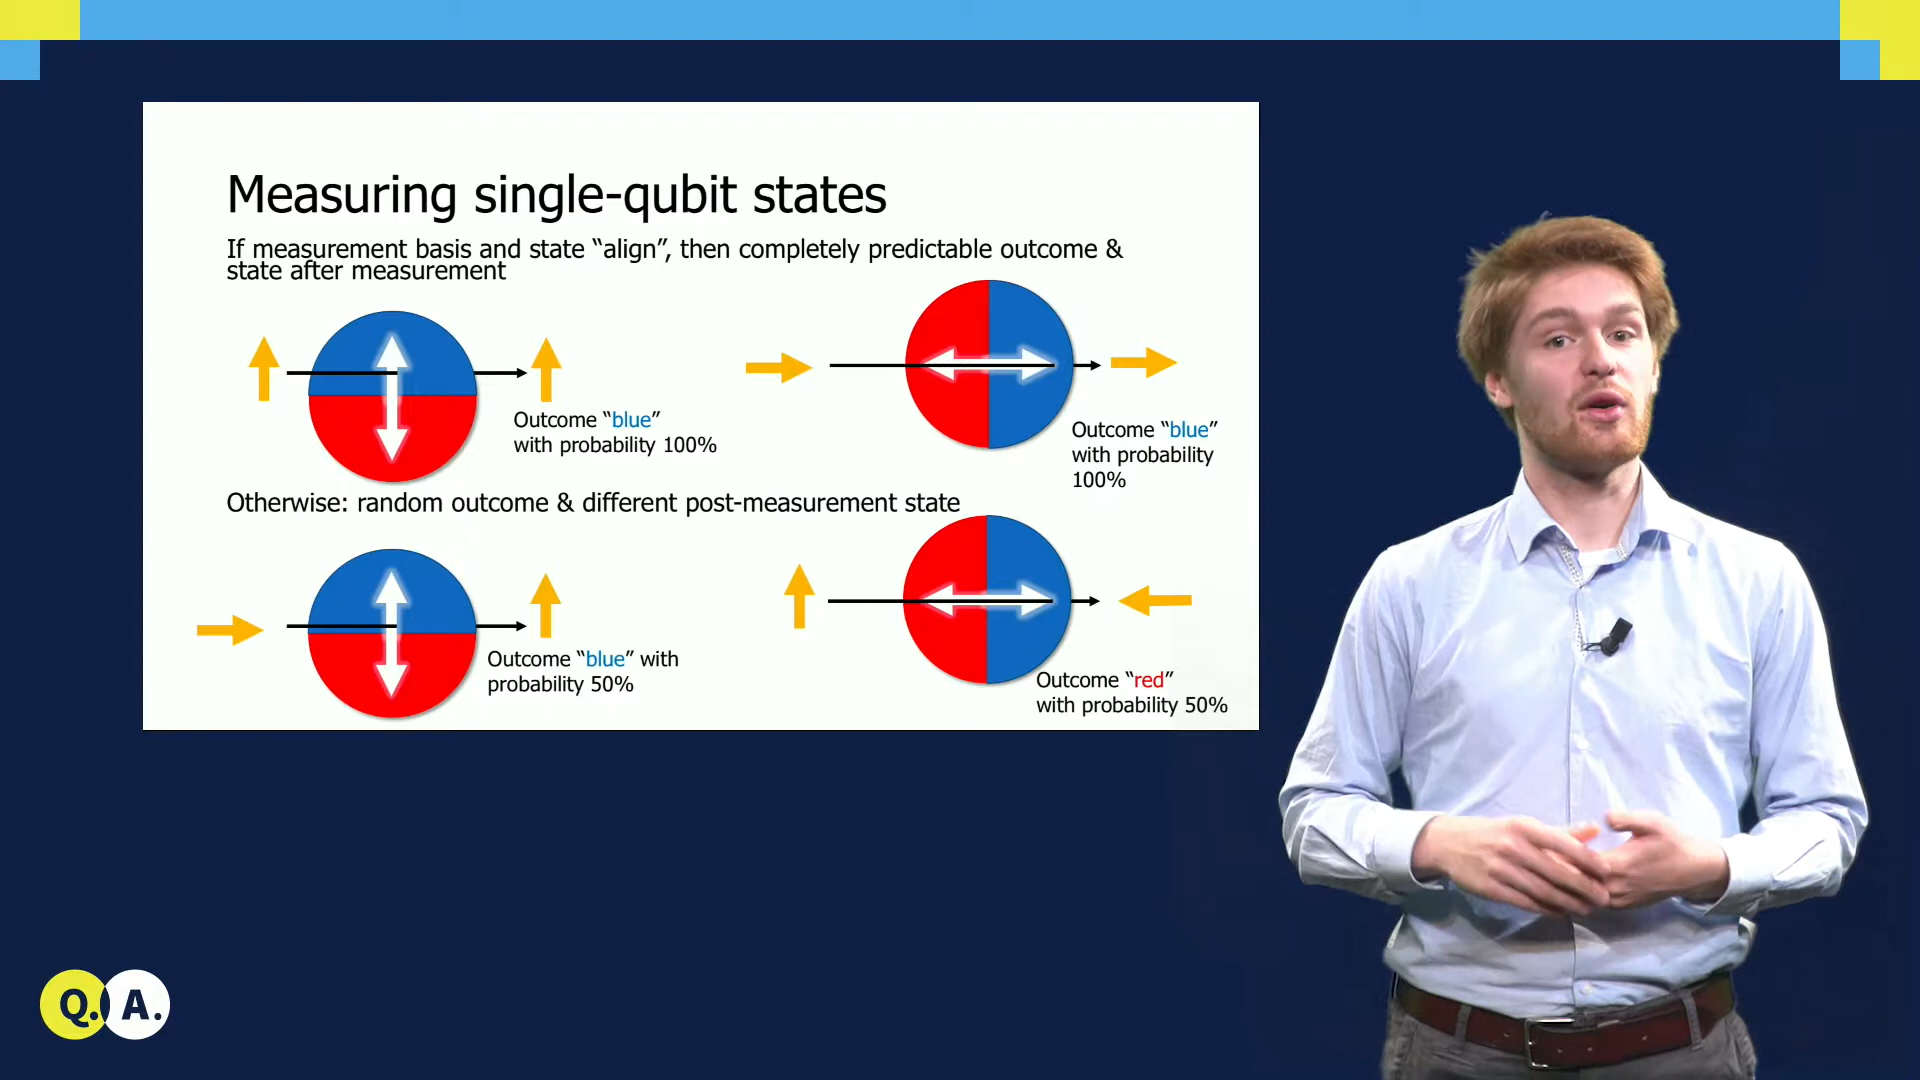 Measuring single-qubit states
If measurement basis and state “align”, then completely predictable outcome &
state after measurement
Outcome “blue”
with probability 100%
Outcome “blue”
with probability
100%
Otherwise: random outcome & different post-measurement state
Outcome “blue” with
probability 50%
Outcome “red”
with probability 50%
Q. A.